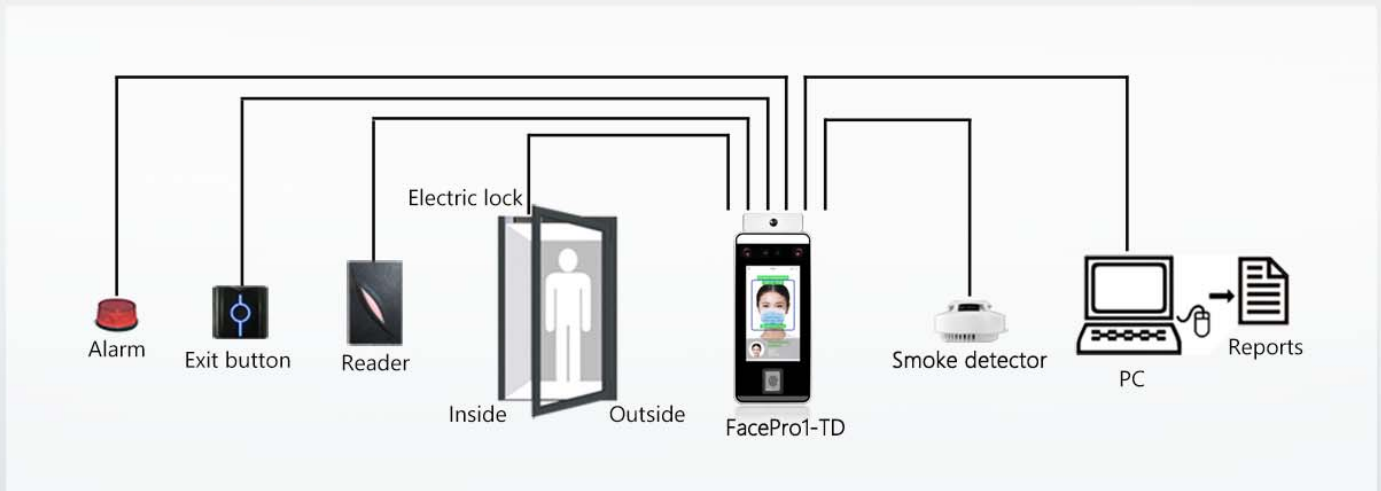 Electric lock
Alarm
Exit button
Reader
Inside
Outside
FacePro1-TD
Smoke detector
PC
Reports